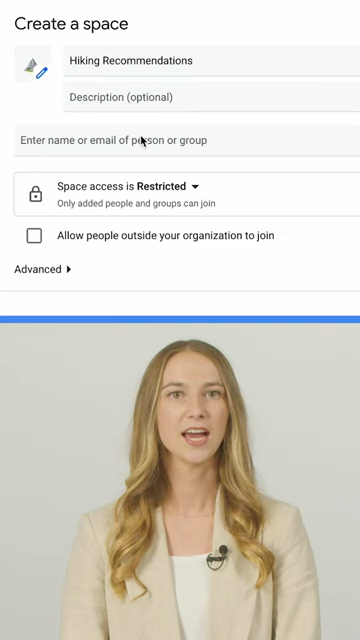 Create a space
Hiking Recommendations
Description (optional)
Enter name or email of person or group
Space access is Restricted
Only added people and groups can join
Allow people outside your organization to join
Advanced